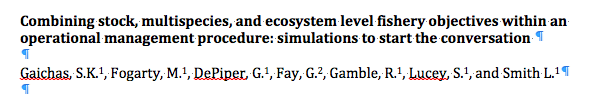 Combining stock, multispecies, and ecosystem level fishery objectives within an
operational management procedure: simulations to start the conversation ¶
¶
Gaichas, S.K.¹, Fogarty, M.¹, DePiper, G.¹, Fay, G.², Gamble, R.¹, Lucey, S.¹, and Smith L.¹ ¶
¶